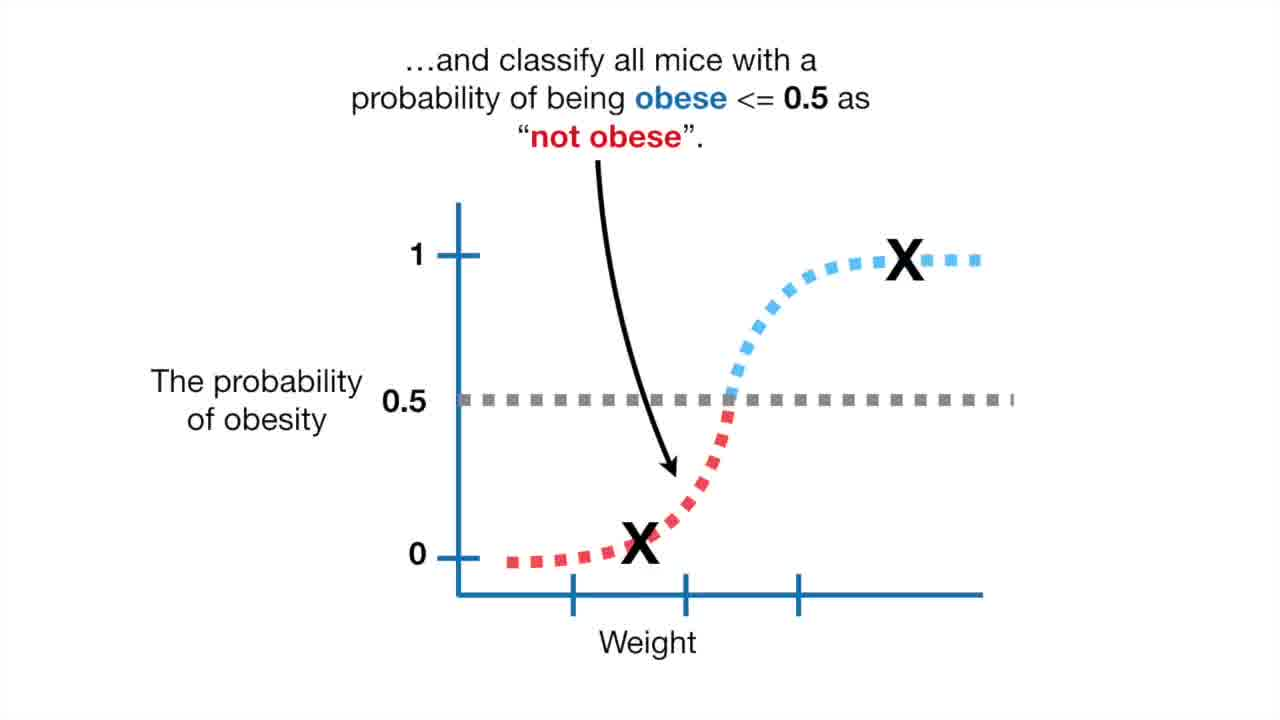 …and classify all mice with a
probability of being obese <= 0.5 as
“not obese”.
1
X
The probability
of obesity
0.5
X
0
Weight